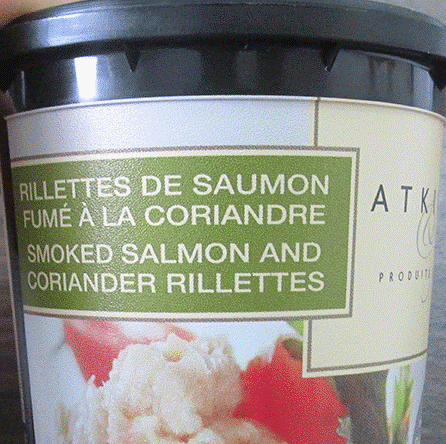 RILLETTES DE SAUMON
FUMÉ À LA CORIANDRE
SMOKED SALMON AND
CORIANDER RILLETTES
ATK
&
PRODUITS